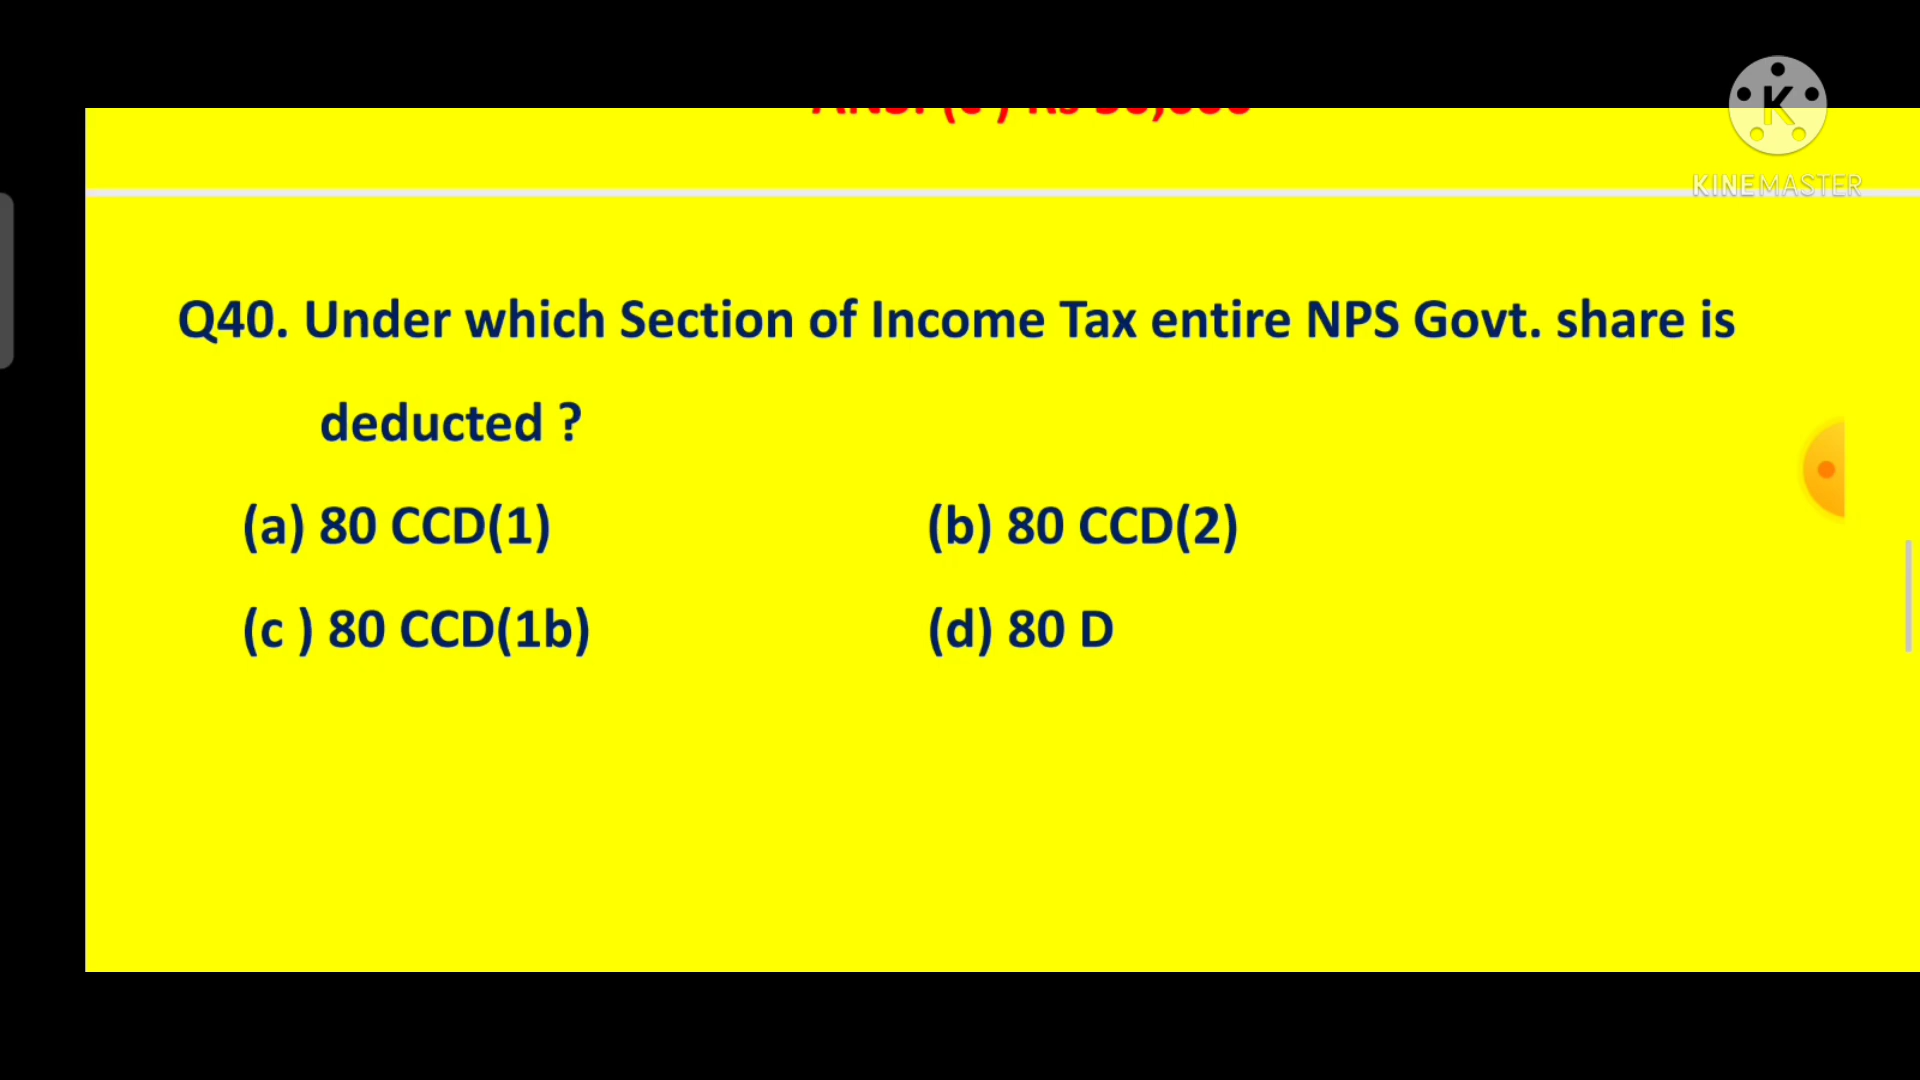 KINEMASTER
Q40. Under which Section of Income Tax entire NPS Govt. share is
deducted ?
(a) 80 CCD(1) (b) 80 CCD(2)
(c ) 80 CCD(1b) (d) 80 D